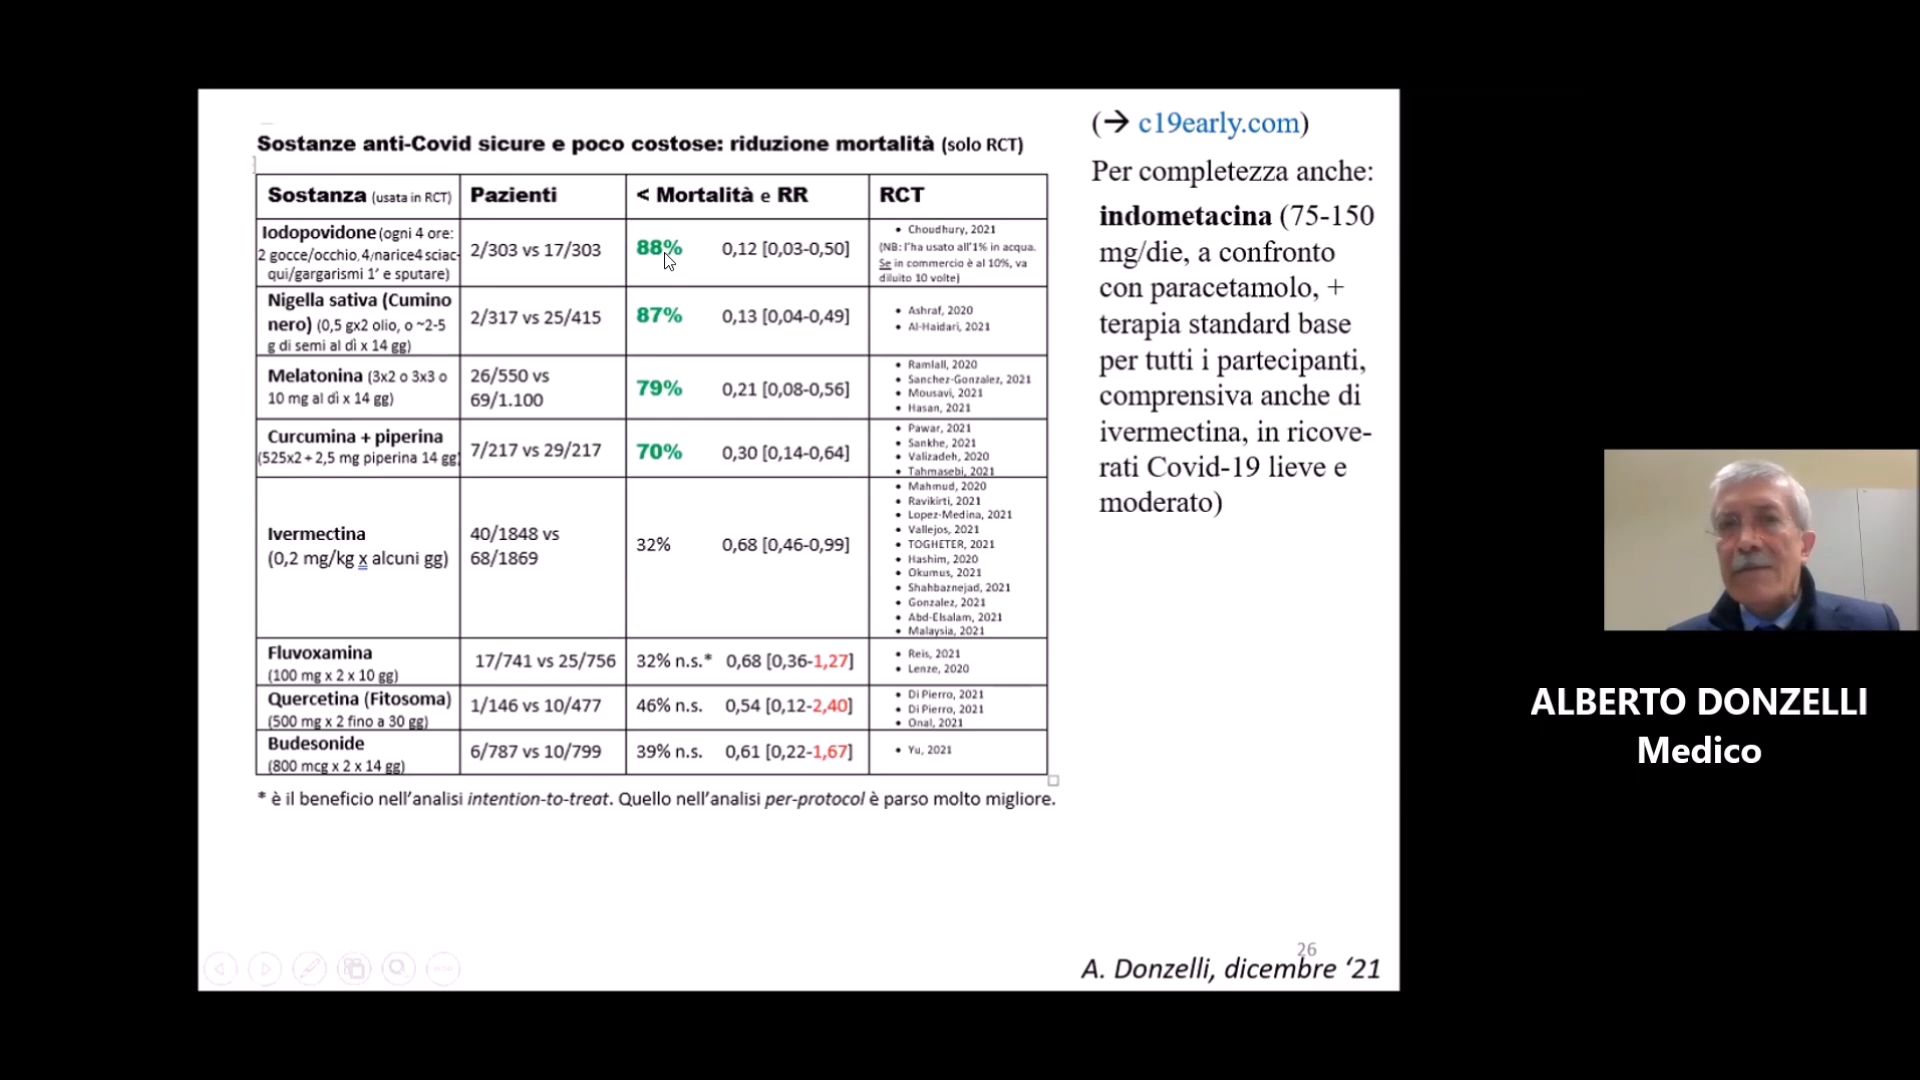 Sostanze anti-Covid sicure e poco costose: riduzione mortalità (solo RCT)
Sostanza (usata in RCT) Pazienti < Mortalità e RR RCT
Iodopovidone (ogni 4 ore:
2 gocce/occhio, 4/narice4 sciac-
qui/gargarismi 1' e sputare)
2/303 vs 17/303
88% 0,12 [0,03-0,50]
• Choudhury, 2021
(NB: l'ha usato all'1% in acqua.
Se in commercio è al 10%, va
diluito 10 volte)
Nigella sativa (Cumino
nero) (0,5 gx2 olio, o ~2-5
g di semi al dì x 14 gg)
2/317 vs 25/415
87% 0,13 [0,04-0,49]
• Ashraf, 2020
• Al-Haidari, 2021
Melatonina (3x2 o 3x3 o
10 mg al dì x 14 gg)
26/550 vs
69/1.100
79% 0,21 [0,08-0,56]
• Ramlall, 2020
• Sanchez-Gonzalez, 2021
• Mousavi, 2021
• Hasan, 2021
Curcumina + piperina
(525x2 + 2,5 mg piperina 14 gg)
7/217 vs 29/217
70% 0,30 [0,14-0,64]
• Pawar, 2021
• Sankhe, 2021
• Valizadeh, 2020
• Tahmasebi, 2021
Ivermectina
(0,2 mg/kg x alcuni gg)
40/1848 vs
68/1869
32% 0,68 [0,46-0,99]
• Mahmud, 2020
• Ravikirti, 2021
• Lopez-Medina, 2021
• Vallejos, 2021
• TOGHETER, 2021
• Hashim, 2020
• Okumus, 2021
• Shahbaznejad, 2021
• Gonzalez, 2021
• Abd-Elsalam, 2021
• Malaysia, 2021
Fluvoxamina
(100 mg x 2 x 10 gg)
17/741 vs 25/756
32% n.s.* 0,68 [0,36-1,27]
• Reis, 2021
• Lenze, 2020
Quercetina (Fitosoma)
(500 mg x 2 fino a 30 gg)
1/146 vs 10/477
46% n.s. 0,54 [0,12-2,40]
• Di Pierro, 2021
• Di Pierro, 2021
• Onal, 2021
Budesonide
(800 mcg x 2 x 14 gg)
6/787 vs 10/799
39% n.s. 0,61 [0,22-1,67]
• Yu, 2021
* è il beneficio nell'analisi intention-to-treat. Quello nell'analisi per-protocol è parso molto migliore.
(→ c19early.com)
Per completezza anche:
indometacina (75-150
mg/die, a confronto
con paracetamolo, +
terapia standard base
per tutti i partecipanti,
comprensiva anche di
ivermectina, in ricove-
rati Covid-19 lieve e
moderato)
26
A. Donzelli, dicembre ‘21
ALBERTO DONZELLI
Medico